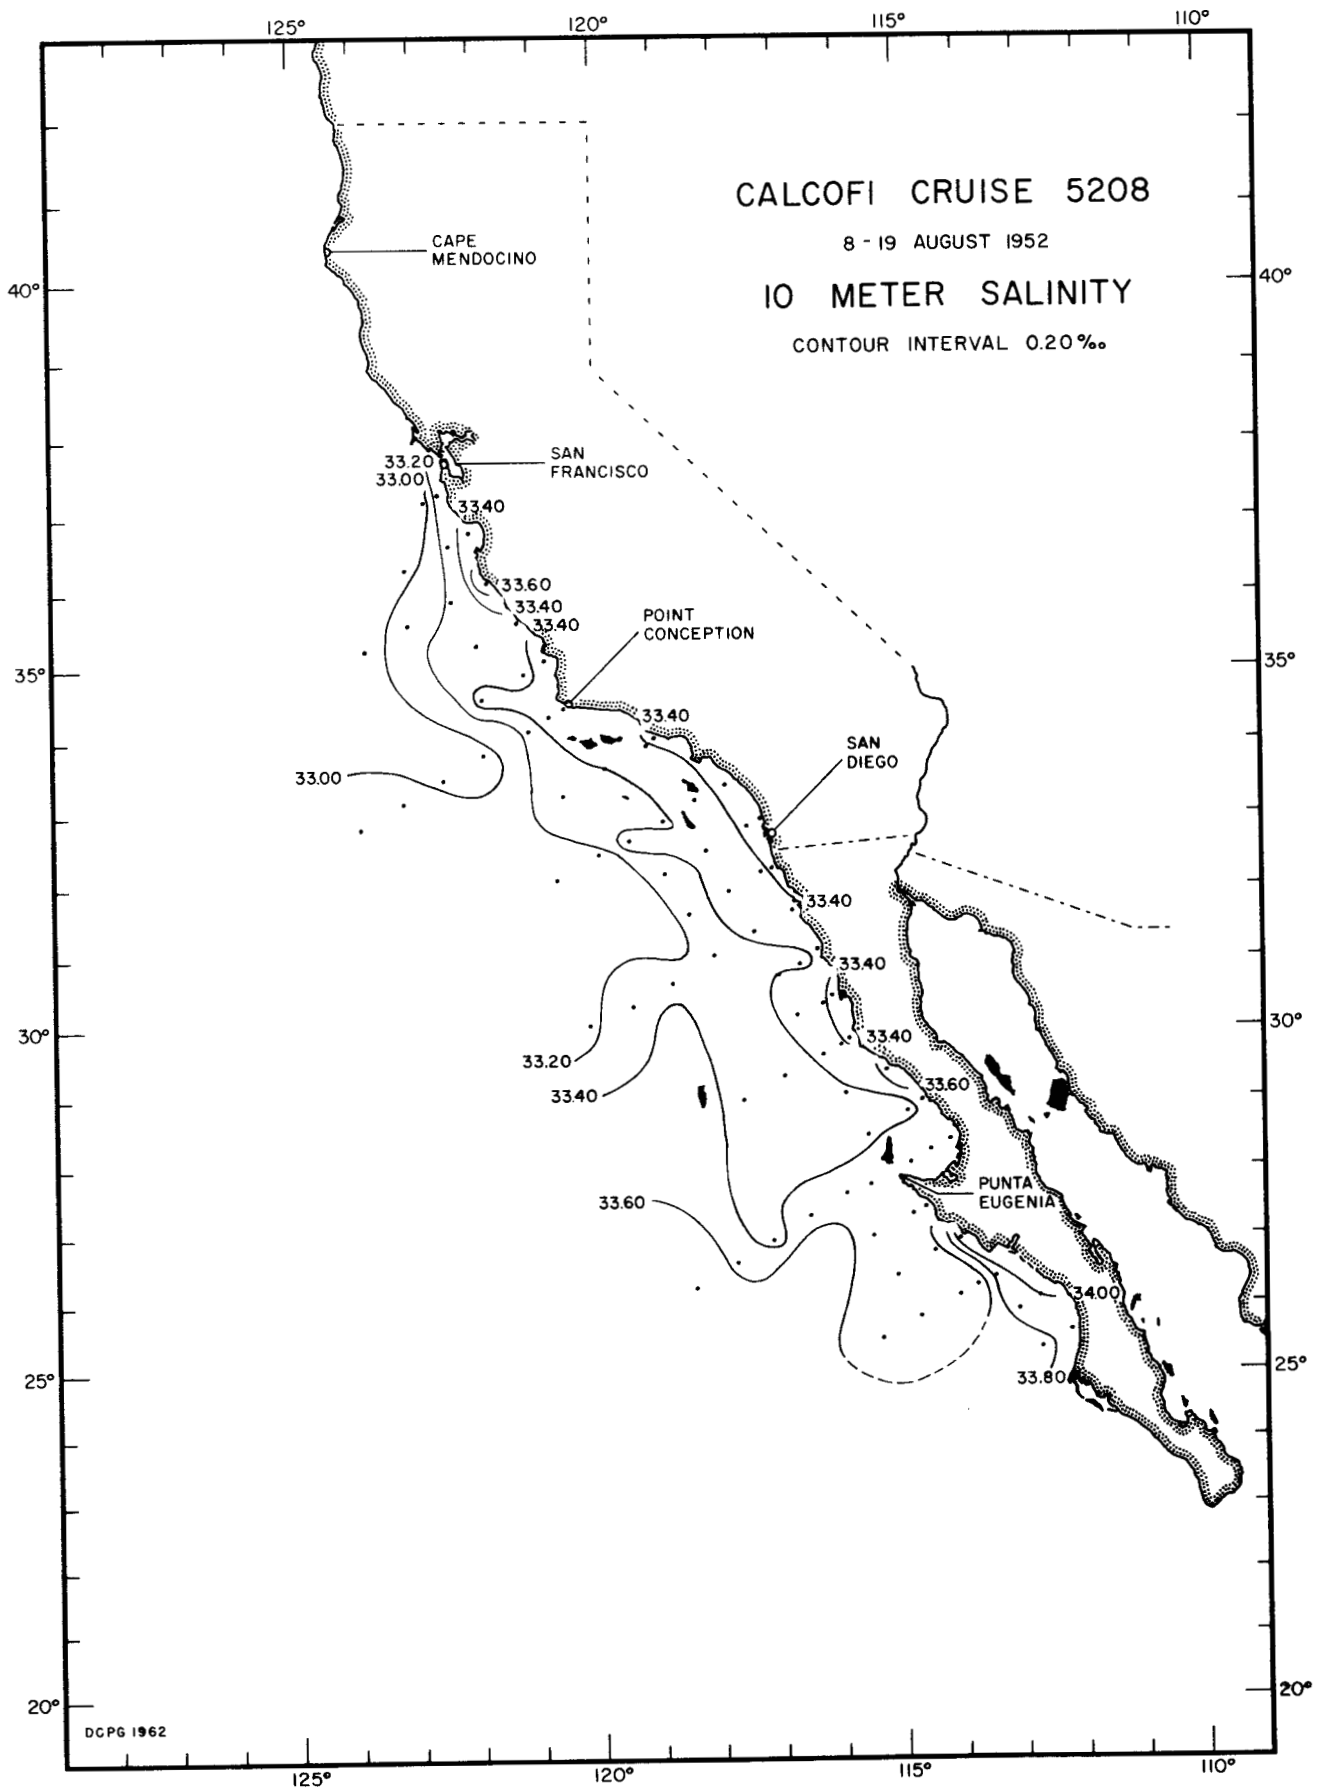 125°
120°
115°
110°
CALCOFI CRUISE 5208
8 - 19 AUGUST 1952
10 METER SALINITY
CONTOUR INTERVAL 0.20‰
CAPE
MENDOCINO
40°
40°
SAN
FRANCISCO
33.20
33.00
33.40
33.60
33.40
33.40
POINT
CONCEPTION
35°
35°
33.40
SAN
DIEGO
33.00
33.40
33.40
30°
30°
33.40
33.20
33.60
33.40
PUNTA
EUGENIA
33.60
34.00
25°
25°
33.80
20°
20°
DCPG 1962
125°
120°
115°
110°